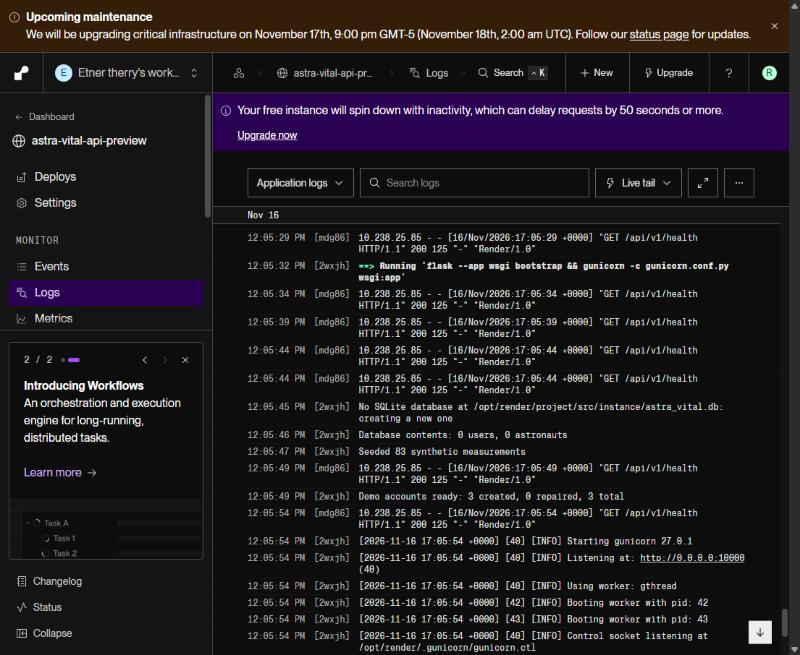 Upcoming maintenance
We will be upgrading critical infrastructure on November 17th, 9:00 pm GMT-5 (November 18th, 2:00 am UTC). Follow our status page for updates.
E Etner therry's work...
astra-vital-api-pr...
Logs
Search
K
+ New
Upgrade
?
R
← Dashboard
astra-vital-api-preview
Deploys
Settings
MONITOR
Events
Logs
Metrics
2 / 2
Introducing Workflows
An orchestration and execution
engine for long-running,
distributed tasks.
Learn more →
Task A
Task 1
Task 2
Changelog
Status
Collapse
Your free instance will spin down with inactivity, which can delay requests by 50 seconds or more.
Upgrade now
Application logs
Search logs
Live tail
...
Nov 16
12:05:29 PM [mdg86] 10.238.25.85 - - [16/Nov/2026:17:05:29 +0000] "GET /api/v1/health
HTTP/1.1" 200 125 "-" "Render/1.0"
12:05:32 PM [2wxjh] ==> Running 'flask --app wsgi bootstrap && gunicorn -c gunicorn.conf.py
wsgi:app'
12:05:34 PM [mdg86] 10.238.25.85 - - [16/Nov/2026:17:05:34 +0000] "GET /api/v1/health
HTTP/1.1" 200 125 "-" "Render/1.0"
12:05:39 PM [mdg86] 10.238.25.85 - - [16/Nov/2026:17:05:39 +0000] "GET /api/v1/health
HTTP/1.1" 200 125 "-" "Render/1.0"
12:05:44 PM [mdg86] 10.238.25.85 - - [16/Nov/2026:17:05:44 +0000] "GET /api/v1/health
HTTP/1.1" 200 125 "-" "Render/1.0"
12:05:44 PM [mdg86] 10.238.25.85 - - [16/Nov/2026:17:05:44 +0000] "GET /api/v1/health
HTTP/1.1" 200 125 "-" "Render/1.0"
12:05:45 PM [2wxjh] No SQLite database at /opt/render/project/src/instance/astra_vital.db:
creating a new one
12:05:46 PM [2wxjh] Database contents: 0 users, 0 astronauts
12:05:47 PM [2wxjh] Seeded 83 synthetic measurements
12:05:49 PM [mdg86] 10.238.25.85 - - [16/Nov/2026:17:05:49 +0000] "GET /api/v1/health
HTTP/1.1" 200 125 "-" "Render/1.0"
12:05:49 PM [2wxjh] Demo accounts ready: 3 created, 0 repaired, 3 total
12:05:54 PM [mdg86] 10.238.25.85 - - [16/Nov/2026:17:05:54 +0000] "GET /api/v1/health
HTTP/1.1" 200 125 "-" "Render/1.0"
12:05:54 PM [2wxjh] [2026-11-16 17:05:54 +0000] [40] [INFO] Starting gunicorn 27.0.1
12:05:54 PM [2wxjh] [2026-11-16 17:05:54 +0000] [40] [INFO] Listening at: http://0.0.0.0:10000
(40)
12:05:54 PM [2wxjh] [2026-11-16 17:05:54 +0000] [40] [INFO] Using worker: gthread
12:05:54 PM [2wxjh] [2026-11-16 17:05:54 +0000] [42] [INFO] Booting worker with pid: 42
12:05:54 PM [2wxjh] [2026-11-16 17:05:54 +0000] [43] [INFO] Booting worker with pid: 43
12:05:54 PM [2wxjh] [2026-11-16 17:05:54 +0000] [40] [INFO] Control socket listening at
/opt/render/.gunicorn/gunicorn.ctl